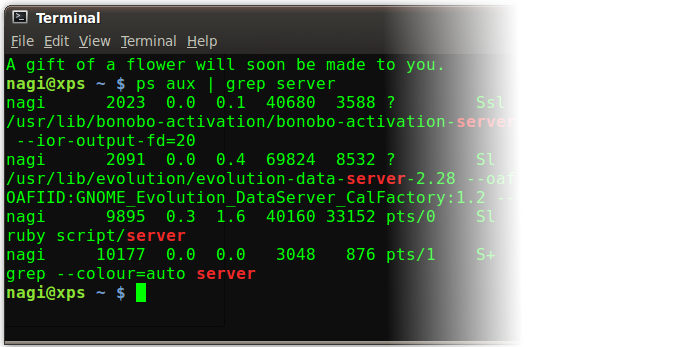 Terminal
File Edit View Terminal Help
A gift of a flower will soon be made to you.
nagi@xps ~ $ ps aux | grep server
nagi 2023 0.0 0.1 40680 3588 ? Ssl
/usr/lib/bonobo-activation/bonobo-activation-server
--ior-output-fd=20
nagi 2091 0.0 0.4 69824 8532 ? Sl
/usr/lib/evolution/evolution-data-server-2.28 --oaf
OAFIID:GNOME_Evolution_DataServer_CalFactory:1.2 --
nagi 9895 0.3 1.6 40160 33152 pts/0 Sl
ruby script/server
nagi 10177 0.0 0.0 3048 876 pts/1 S+
grep --colour=auto server
nagi@xps ~ $